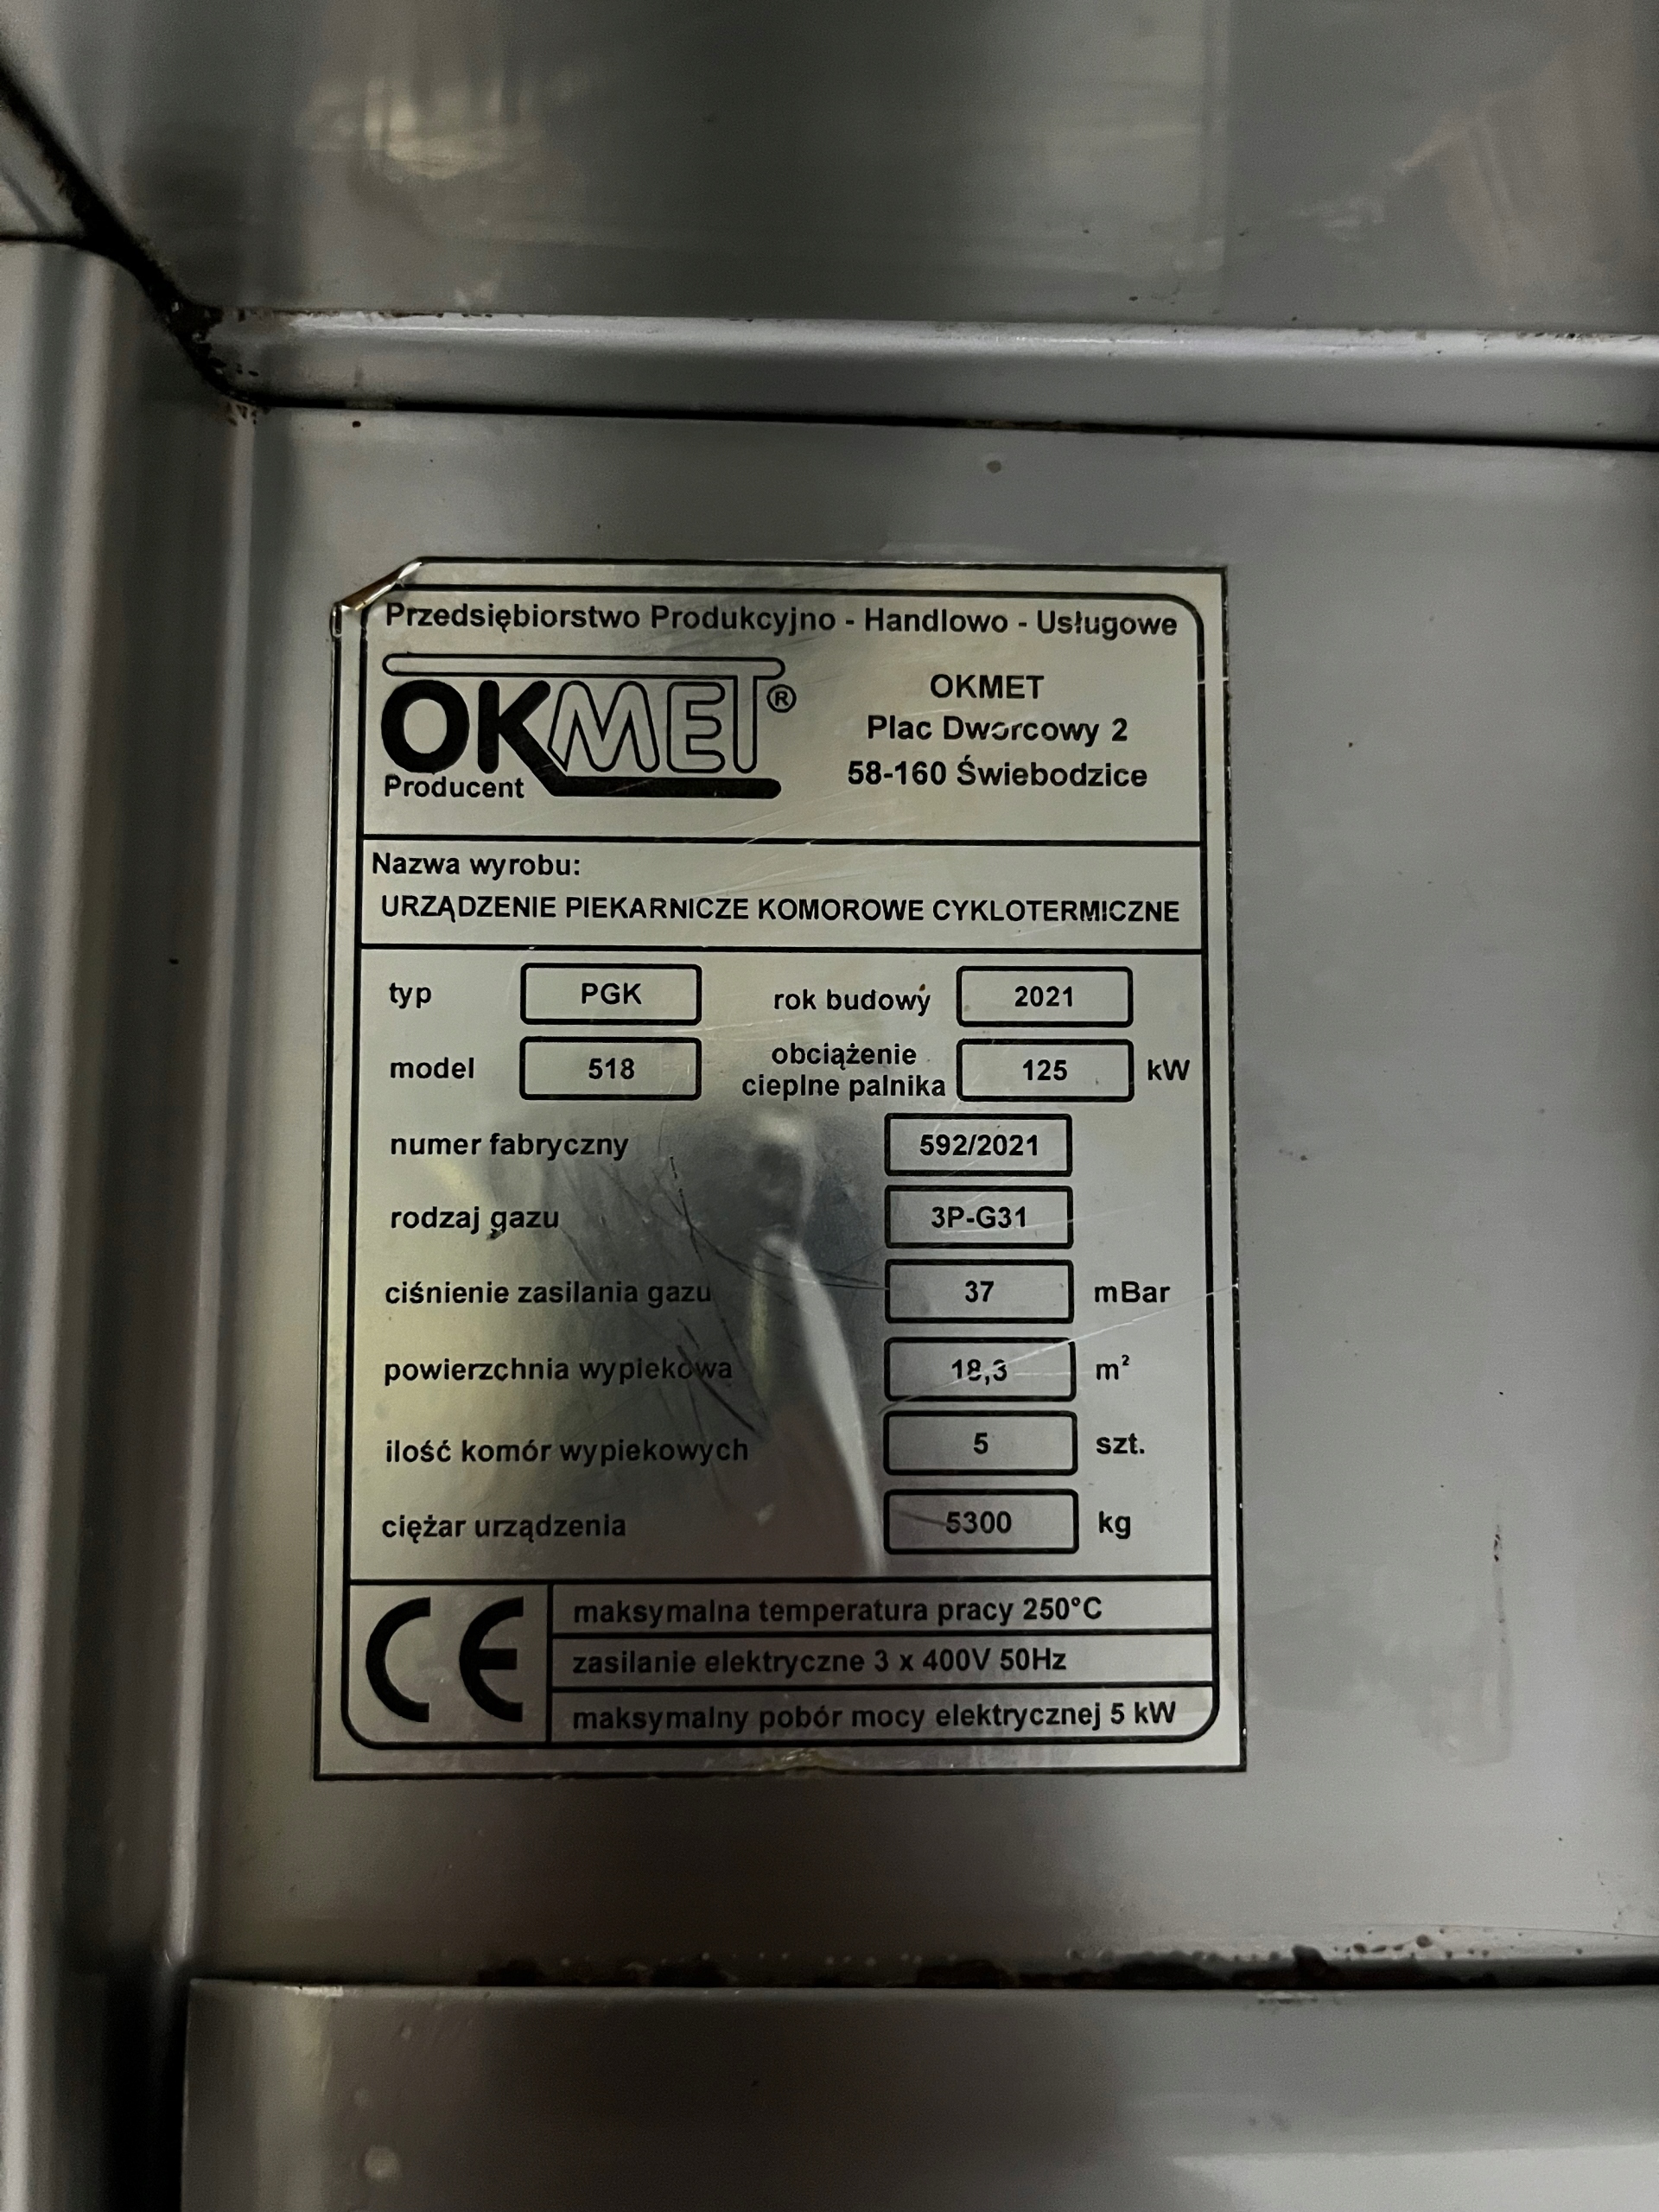 Przedsiębiorstwo Produkcyjno - Handlowo - Usługowe
OKMET®
Producent
OKMET
Plac Dworcowy 2
58-160 Świebodzice
Nazwa wyrobu:
URZĄDZENIE PIEKARNICZE KOMOROWE CYKLOTERMICZNE
typ PGK rok budowy 2021
model 518 obciążenie cieplne palnika 125 kW
numer fabryczny 592/2021
rodzaj gazu 3P-G31
ciśnienie zasilania gazu 37 mBar
powierzchnia wypiekowa 18,3 m²
ilość komór wypiekowych 5 szt.
ciężar urządzenia 5300 kg
CE
maksymalna temperatura pracy 250°C
zasilanie elektryczne 3 x 400V 50Hz
maksymalny pobór mocy elektrycznej 5 kW